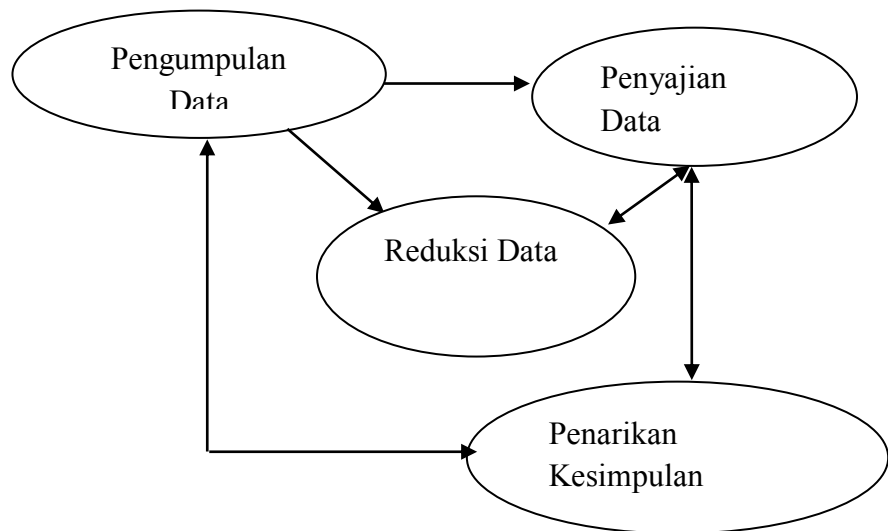 Pengumpulan
Data
Penyajian
Data
Reduksi Data
Penarikan
Kesimpulan